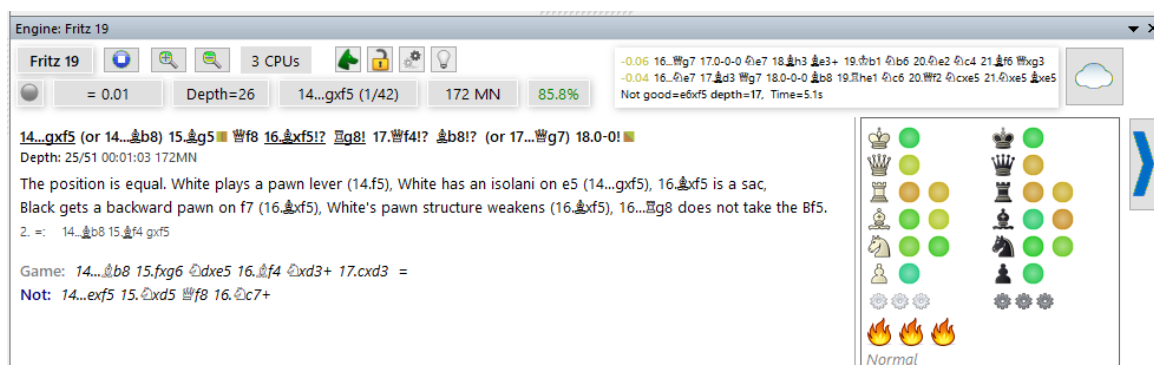 Engine: Fritz 19
Fritz 19 3 CPUs
= 0.01 Depth=26 14...gxf5 (1/42) 172 MN 85.8%
-0.06 16...♕g7 17.0-0-0 ♘e7 18.♗h3 ♗e3+ 19.♔b1 ♘b6 20.♘e2 ♘c4 21.♗f6 ♕xg3
-0.04 16...♘e7 17.♗d3 ♕g7 18.0-0-0 ♗b8 19.♖he1 ♘c6 20.♕f2 ♘cxe5 21.♘xe5 ♗xe5
Not good=e6xf5 depth=17, Time=5.1s
14...gxf5 (or 14...♗b8) 15.♗g5 ♕f8 16.♗xf5!? ♖g8! 17.♕f4!? ♗b8!? (or 17...♕g7) 18.0-0!
Depth: 25/51 00:01:03 172MN
The position is equal. White plays a pawn lever (14.f5), White has an isolani on e5 (14...gxf5), 16.♗xf5 is a sac,
Black gets a backward pawn on f7 (16.♗xf5), White's pawn structure weakens (16.♗xf5), 16...♖g8 does not take the Bf5.
2. =: 14...♗b8 15.♗f4 gxf5
Game: 14...♗b8 15.fxg6 ♘dxe5 16.♗f4 ♘xd3+ 17.cxd3 =
Not: 14...exf5 15.♘xd5 ♕f8 16.♘c7+
Normal